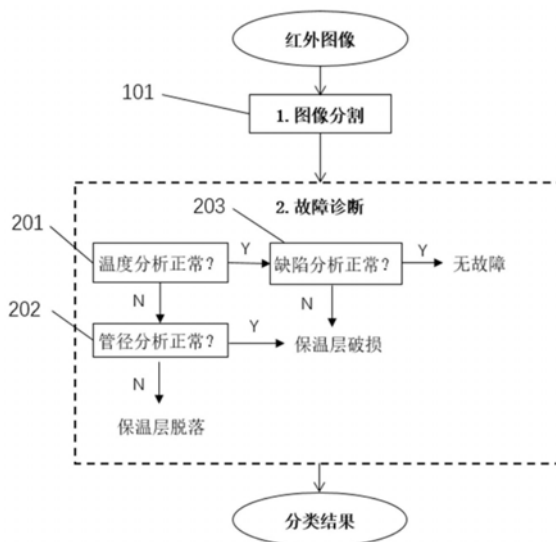 红外图像
101
1. 图像分割
2. 故障诊断
203
201
温度分析正常？
Y
缺陷分析正常？
Y
无故障
N
N
202
管径分析正常？
Y
保温层破损
N
保温层脱落
分类结果